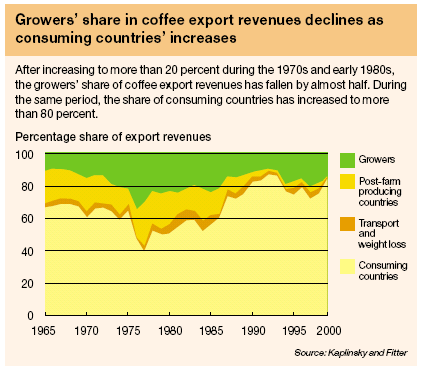 Growers' share in coffee export revenues declines as
consuming countries' increases
After increasing to more than 20 percent during the 1970s and early 1980s,
the growers' share of coffee export revenues has fallen by almost half. During
the same period, the share of consuming countries has increased to more
than 80 percent.
Percentage share of export revenues
100
80
60
40
20
0
1965
1970
1975
1980
1985
1990
1995
2000
Growers
Post-farm
producing
countries
Transport
and
weight loss
Consuming
countries
Source: Kaplinsky and Fitter